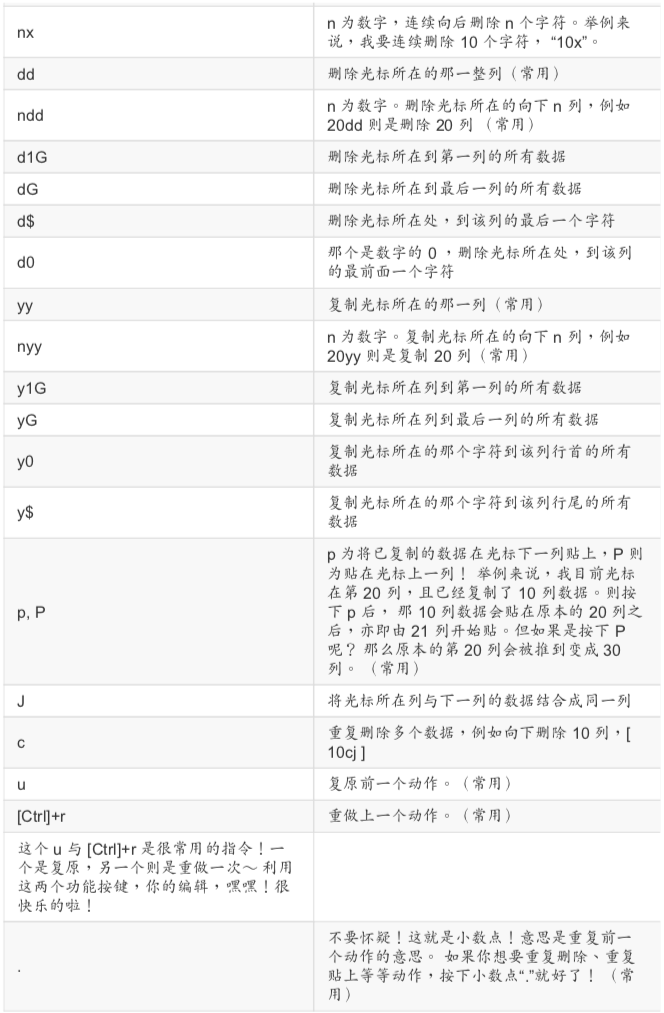 nx
n 为数字，连续向后删除 n 个字符。举例来
说，我要连续删除 10 个字符， “10x”。
dd
删除光标所在的那一整列（常用）
ndd
n 为数字。删除光标所在的向下 n 列，例如
20dd 则是删除 20 列 （常用）
d1G
删除光标所在到第一列的所有数据
dG
删除光标所在到最后一列的所有数据
d$
删除光标所在处，到该列的最后一个字符
d0
那个是数字的 0 ，删除光标所在处，到该列
的最前面一个字符
yy
复制光标所在的那一列（常用）
nyy
n 为数字。复制光标所在的向下 n 列，例如
20yy 则是复制 20 列（常用）
y1G
复制光标所在列到第一列的所有数据
yG
复制光标所在列到最后一列的所有数据
y0
复制光标所在的那个字符到该列行首的所有
数据
y$
复制光标所在的那个字符到该列行尾的所有
数据
p, P
p 为将已复制的数据在光标下一列贴上，P 则
为贴在光标上一列！ 举例来说，我目前光标
在第 20 列，且已经复制了 10 列数据。则按
下 p 后， 那 10 列数据会贴在原本的 20 列之
后，亦即由 21 列开始贴。但如果是按下 P
呢？ 那么原本的第 20 列会被推到变成 30
列。 （常用）
J
将光标所在列与下一列的数据结合成同一列
c
重复删除多个数据，例如向下删除 10 列，[
10cj ]
u
复原前一个动作。（常用）
[Ctrl]+r
重做上一个动作。（常用）
这个 u 与 [Ctrl]+r 是很常用的指令！一
个是复原，另一个则是重做一次～ 利用
这两个功能按键，你的编辑，嘿嘿！很
快乐的啦！
.
不要怀疑！这就是小数点！意思是重复前一
个动作的意思。 如果你想要重复删除、重复
贴上等等动作，按下小数点“.”就好了！ （常
用）